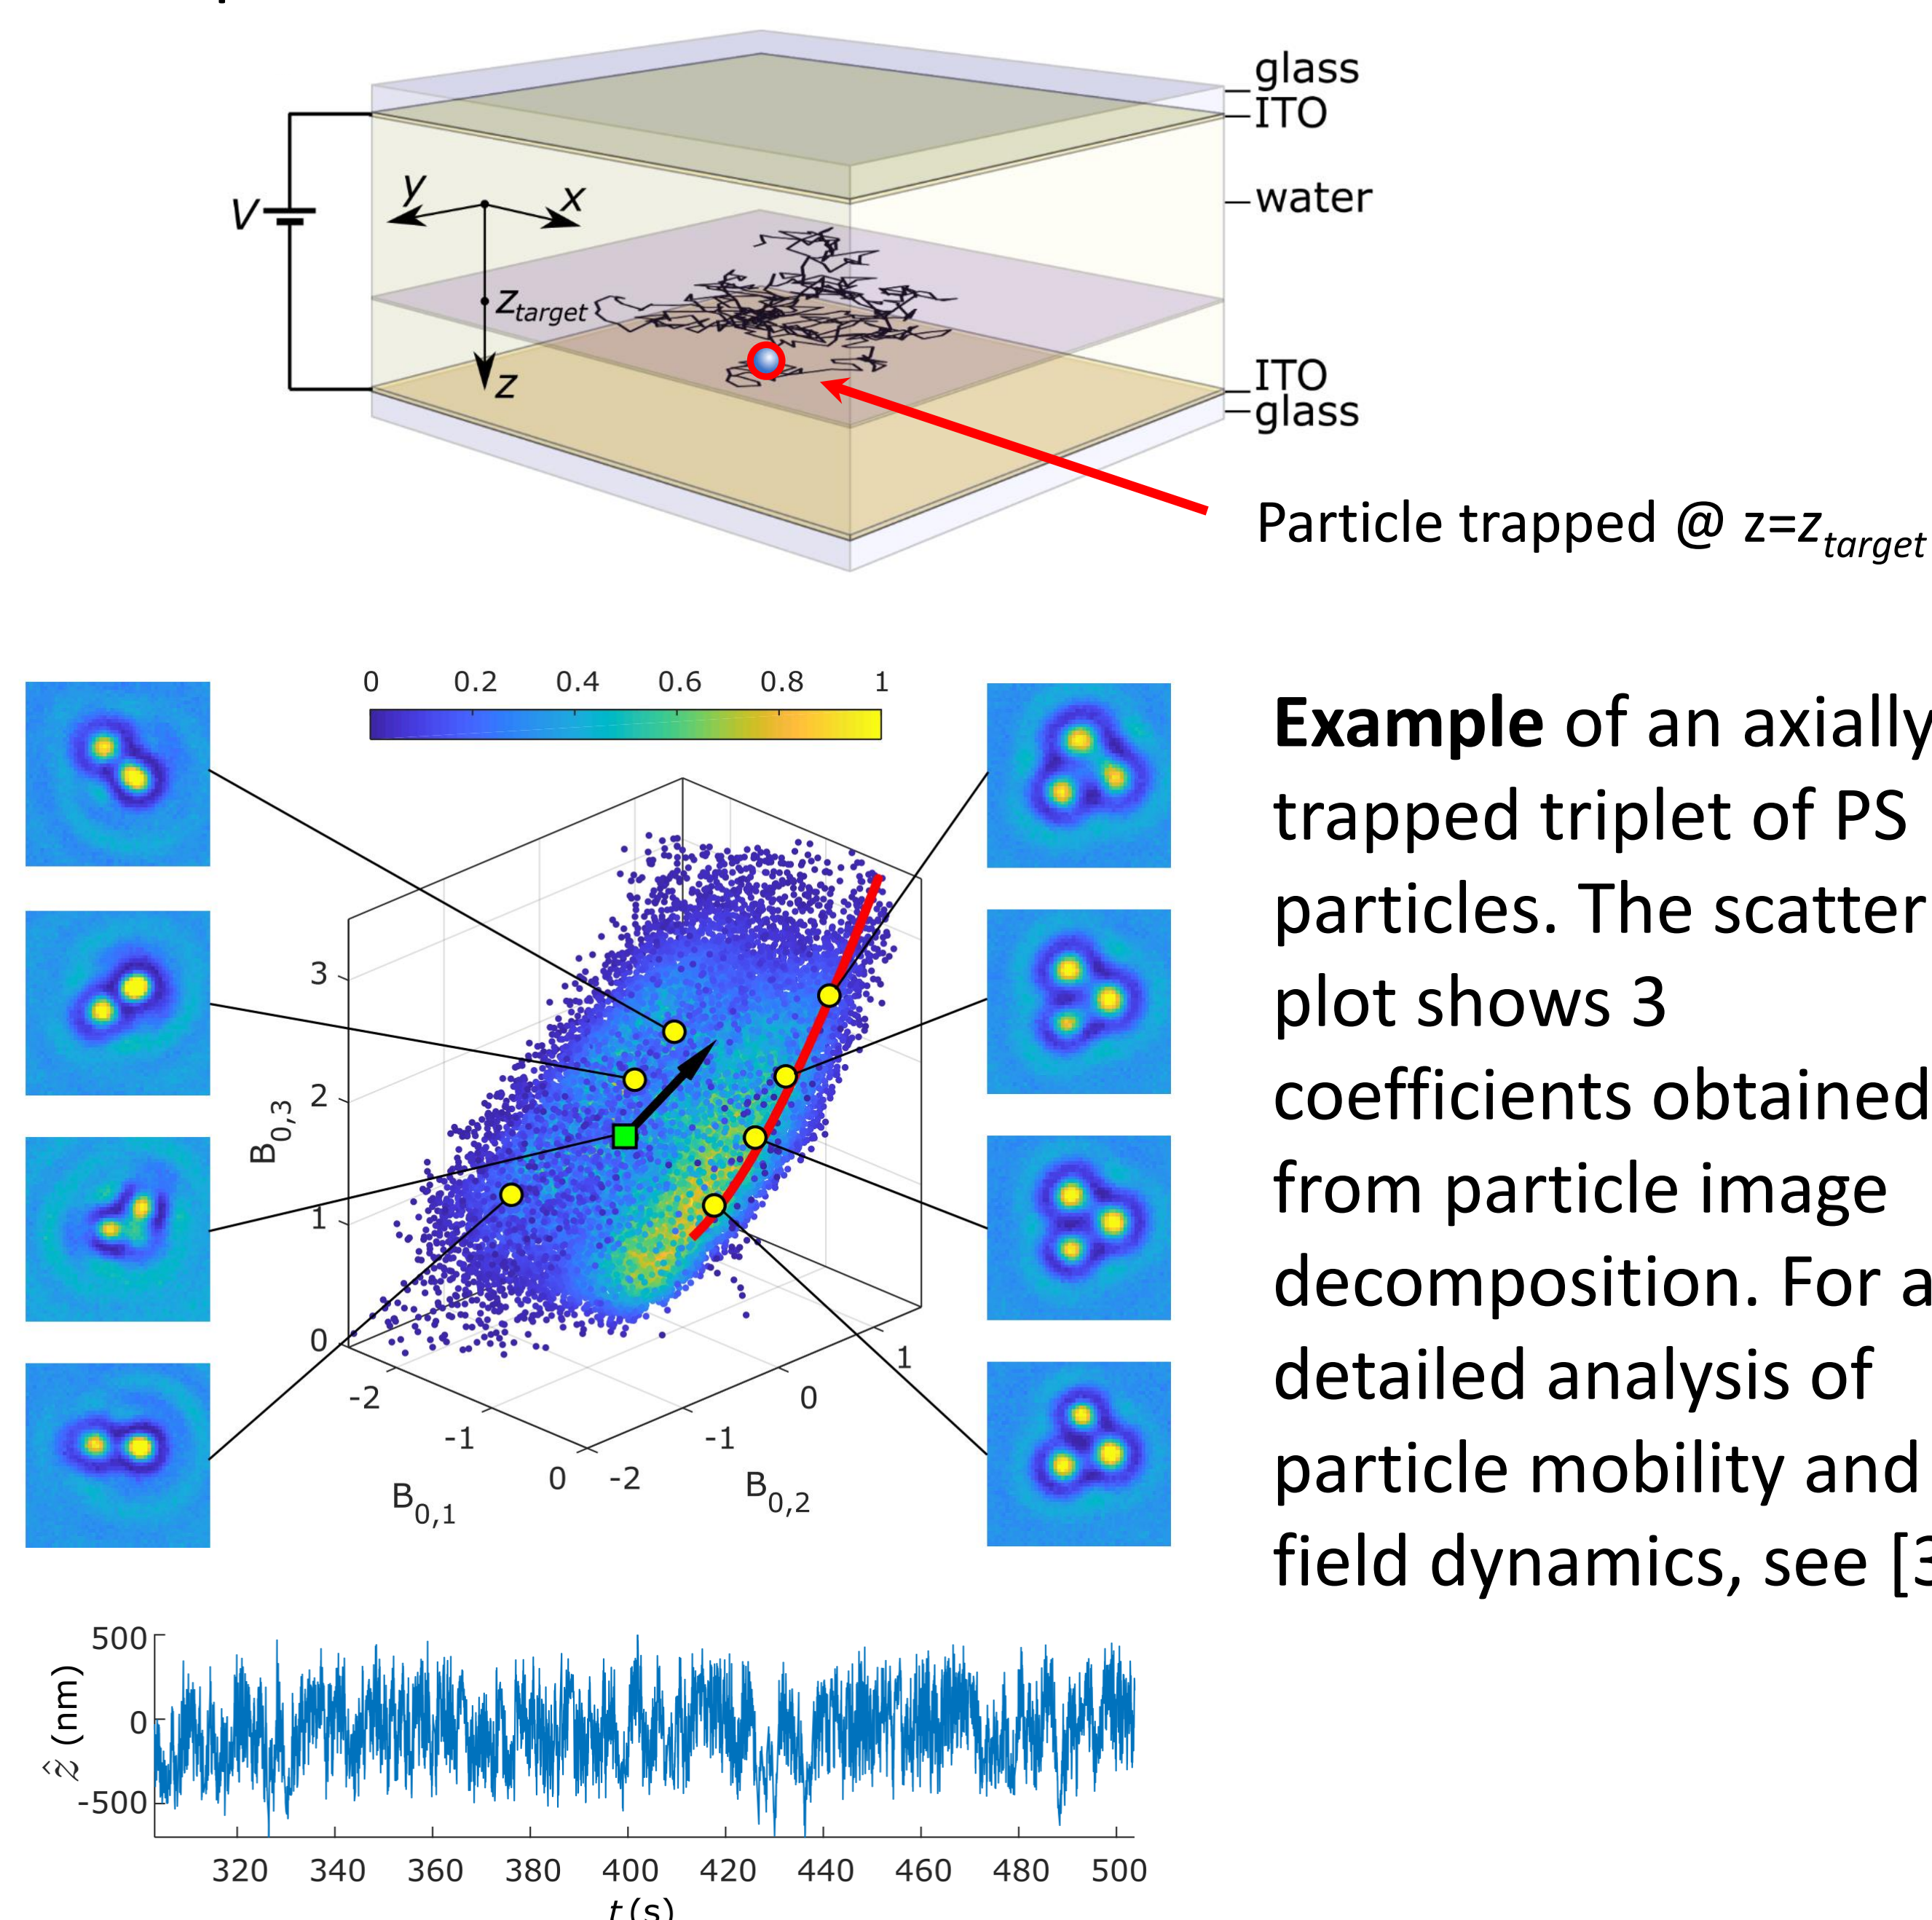 glass
ITO
water
V
y
x
z_target
z
ITO
glass
Particle trapped @ z=z_target
0 0.2 0.4 0.6 0.8 1
3
2
1
0
B_0,3
-2
-1
0
B_0,1
-2
-1
0
1
B_0,2
Example of an axially
trapped triplet of PS
particles. The scatter
plot shows 3
coefficients obtained
from particle image
decomposition. For a
detailed analysis of
particle mobility and
field dynamics, see [3
500
0
-500
ẑ (nm)
320 340 360 380 400 420 440 460 480 500
t (s)